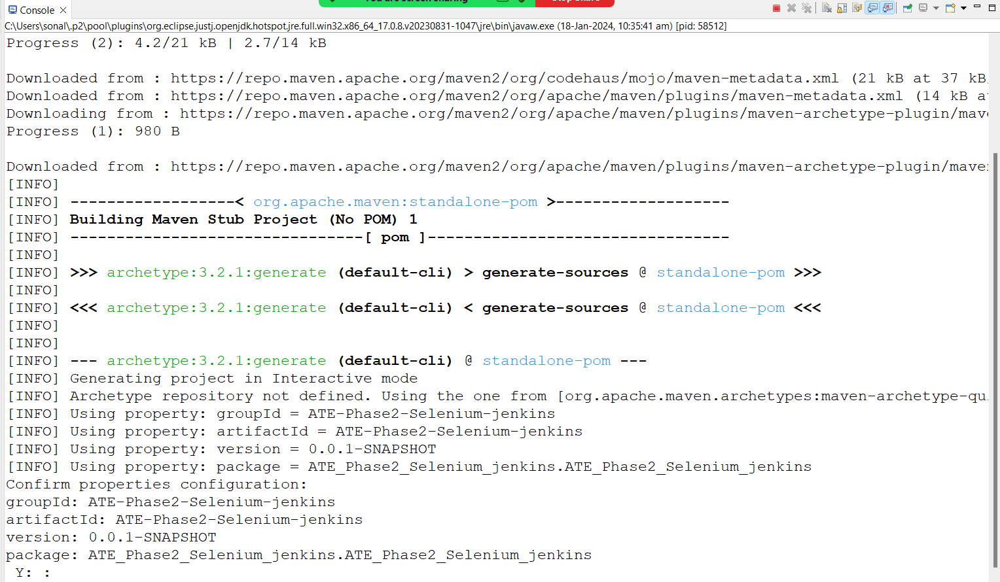 Console
C:\Users\sonal\.p2\pool\plugins\org.eclipse.justj.openjdk.hotspot.jre.full.win32.x86_64_17.0.8.v20230831-1047\jre\bin\javaw.exe (18-Jan-2024, 10:35:41 am) [pid: 58512]
Progress (2): 4.2/21 kB | 2.7/14 kB
Downloaded from : https://repo.maven.apache.org/maven2/org/codehaus/mojo/maven-metadata.xml (21 kB at 37 kB
Downloaded from : https://repo.maven.apache.org/maven2/org/apache/maven/plugins/maven-metadata.xml (14 kB
Downloading from : https://repo.maven.apache.org/maven2/org/apache/maven/plugins/maven-archetype-plugin/
Progress (1): 980 B
Downloaded from : https://repo.maven.apache.org/maven2/org/apache/maven/plugins/maven-archetype-plugin/
[INFO]
[INFO] ------------------< org.apache.maven:standalone-pom >-------------------
[INFO] Building Maven Stub Project (No POM) 1
[INFO] --------------------------------[ pom ]---------------------------------
[INFO]
[INFO] >>> archetype:3.2.1:generate (default-cli) > generate-sources @ standalone-pom >>>
[INFO]
[INFO] <<< archetype:3.2.1:generate (default-cli) < generate-sources @ standalone-pom <<<
[INFO]
[INFO]
[INFO] --- archetype:3.2.1:generate (default-cli) @ standalone-pom ---
[INFO] Generating project in Interactive mode
[INFO] Archetype repository not defined. Using the one from [org.apache.maven.archetypes:maven-archetype-
[INFO] Using property: groupId = ATE-Phase2-Selenium-jenkins
[INFO] Using property: artifactId = ATE-Phase2-Selenium-jenkins
[INFO] Using property: version = 0.0.1-SNAPSHOT
[INFO] Using property: package = ATE_Phase2_Selenium_jenkins.ATE_Phase2_Selenium_jenkins
Confirm properties configuration:
groupId: ATE-Phase2-Selenium-jenkins
artifactId: ATE-Phase2-Selenium-jenkins
version: 0.0.1-SNAPSHOT
package: ATE_Phase2_Selenium_jenkins.ATE_Phase2_Selenium_jenkins
Y: :